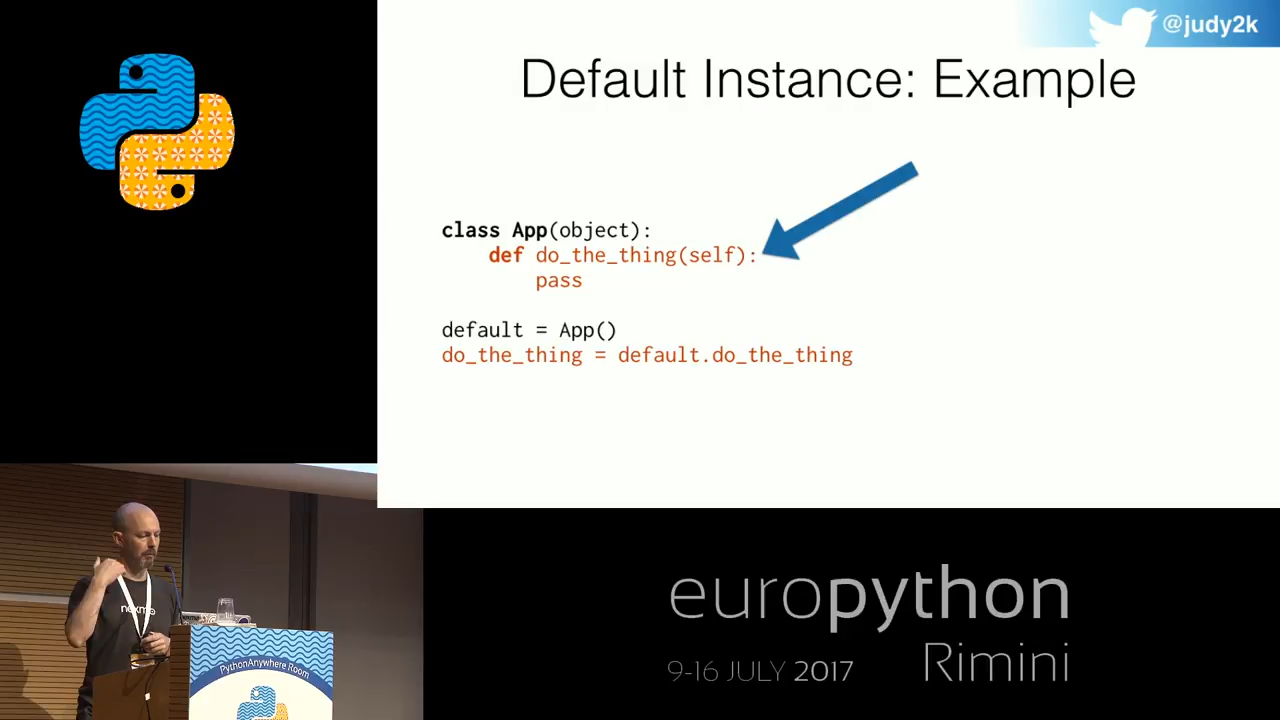 @judy2k
Default Instance: Example
class App(object):
    def do_the_thing(self):
        pass
default = App()
do_the_thing = default.do_the_thing
nexmo
PythonAnywhere Room
europython
Rimini
9-16 JULY 2017